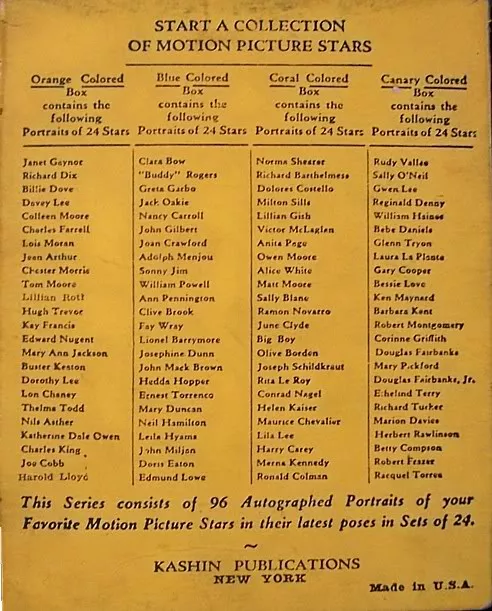 START A COLLECTION
OF MOTION PICTURE STARS
Orange Colored
Box
contains the
following
Portraits of 24 Stars
Janet Gaynor
Richard Dix
Billie Dove
Davey Lee
Colleen Moore
Charles Farrell
Lois Moran
Jean Arthur
Chester Morris
Tom Moore
Lillian Roth
Hugh Trevor
Kay Francis
Edward Nugent
Mary Ann Jackson
Buster Keaton
Dorothy Lee
Lon Chaney
Thelma Todd
Nils Asther
Katherine Dale Owen
Charles King
Joe Cobb
Harold Lloyd
Blue Colored
Box
contains the
following
Portraits of 24 Stars
Clara Bow
"Buddy" Rogers
Greta Garbo
Jack Oakie
Nancy Carroll
John Gilbert
Joan Crawford
Adolph Menjou
Sonny Jim
William Powell
Ann Pennington
Clive Brook
Fay Wray
Lionel Barrymore
Josephine Dunn
John Mack Brown
Hedda Hopper
Ernest Torrence
Mary Duncan
Neil Hamilton
Leila Hyams
John Miljan
Doris Eaton
Edmund Lowe
Coral Colored
Box
contains the
following
Portraits of 24 Stars
Norma Shearer
Richard Barthelmess
Dolores Costello
Milton Sills
Lillian Gish
Victor McLaglen
Anita Page
Owen Moore
Alice White
Matt Moore
Sally Blane
Ramon Novarro
June Clyde
Big Boy
Olive Borden
Joseph Schildkraut
Rita Le Roy
Conrad Nagel
Helen Kaiser
Maurice Chevalier
Lila Lee
Harry Carey
Merna Kennedy
Ronald Colman
Canary Colored
Box
contains the
following
Portraits of 24 Stars
Rudy Vallee
Sally O'Neil
Gwen Lee
Reginald Denny
William Haines
Bebe Daniels
Glenn Tryon
Laura La Plante
Gary Cooper
Bessie Love
Ken Maynard
Barbara Kent
Robert Montgomery
Corinne Griffith
Douglas Fairbanks
Mary Pickford
Douglas Fairbanks, Jr.
Ethelind Terry
Richard Tucker
Marion Davies
Herbert Rawlinson
Betty Compson
Robert Frazer
Racquel Torres
This Series consists of 96 Autographed Portraits of your
Favorite Motion Picture Stars in their latest poses in Sets of 24.
~
KASHIN PUBLICATIONS
NEW YORK
Made in U.S.A.